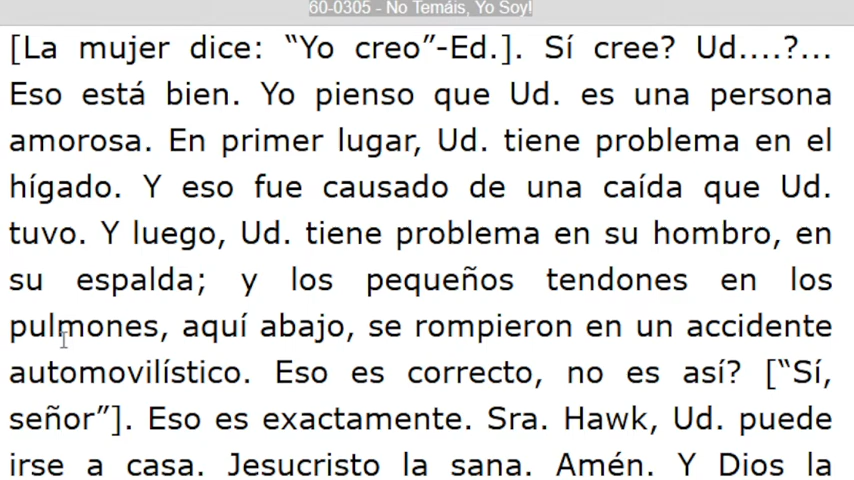 60-0305 - No Temáis, Yo Soy!
[La mujer dice: “Yo creo”-Ed.]. Sí cree? Ud....?...
Eso está bien. Yo pienso que Ud. es una persona
amorosa. En primer lugar, Ud. tiene problema en el
hígado. Y eso fue causado de una caída que Ud.
tuvo. Y luego, Ud. tiene problema en su hombro, en
su espalda; y los pequeños tendones en los
pulmones, aquí abajo, se rompieron en un accidente
automovilístico. Eso es correcto, no es así? [“Sí,
señor”]. Eso es exactamente. Sra. Hawk, Ud. puede
irse a casa. Jesucristo la sana. Amén. Y Dios la